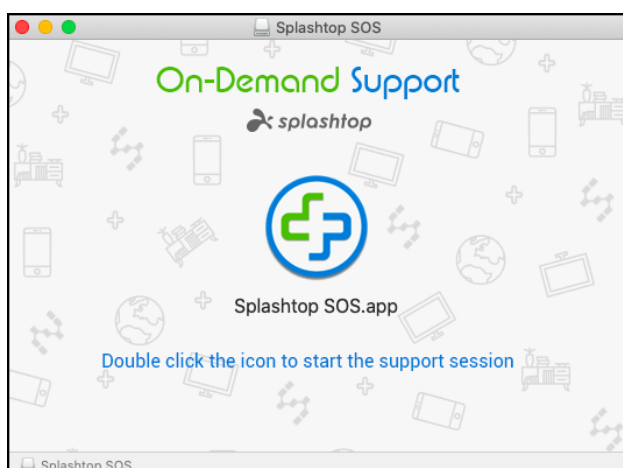 Splashtop SOS
On-Demand Support
splashtop
Splashtop SOS.app
Double click the icon to start the support session
Splashtop SOS